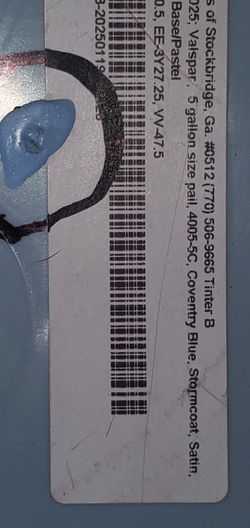 s of Stockbridge, Ga. #0512 (770) 506-9665 Tinter B
025, Valspar, 5 gallon size pail, 4005-5C, Coventry Blue, Stormcoat, Satin,
Base/Pastel
0.5, EE-3Y27.25, VV-47.5